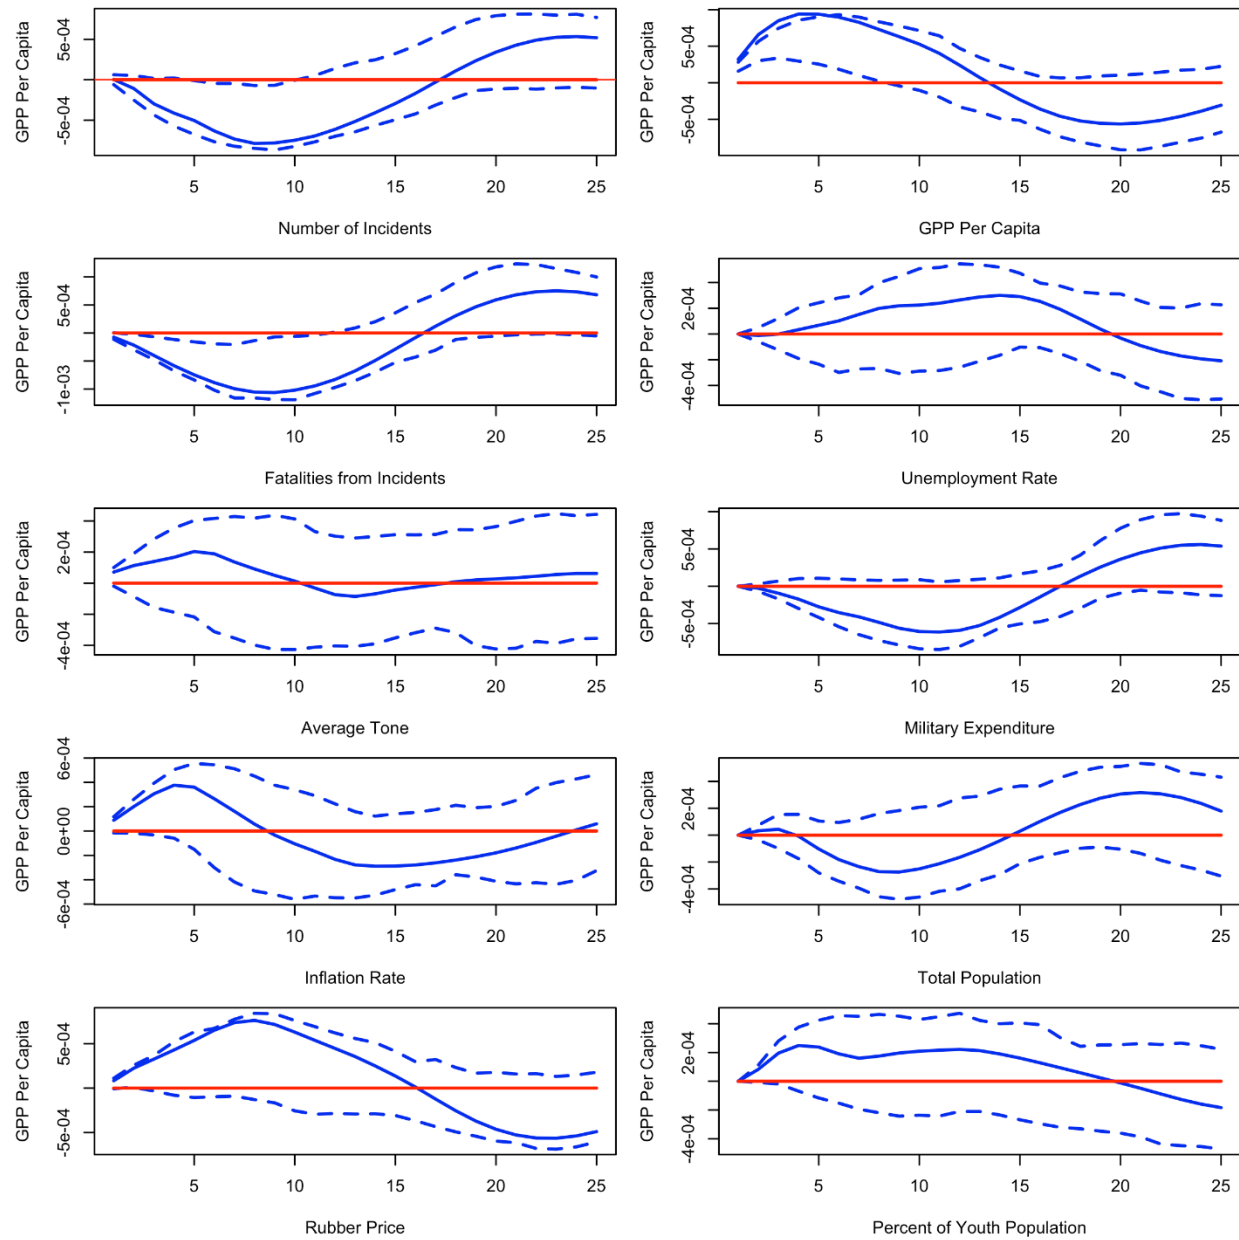 GPP Per Capita
5e-04
-5e-04
5 10 15 20 25
Number of Incidents
GPP Per Capita
5e-04
-5e-04
5 10 15 20 25
GPP Per Capita
GPP Per Capita
5e-04
-1e-03
5 10 15 20 25
Fatalities from Incidents
GPP Per Capita
2e-04
-4e-04
5 10 15 20 25
Unemployment Rate
GPP Per Capita
2e-04
-4e-04
5 10 15 20 25
Average Tone
GPP Per Capita
5e-04
-5e-04
5 10 15 20 25
Military Expenditure
GPP Per Capita
6e-04
0e+00
-6e-04
5 10 15 20 25
Inflation Rate
GPP Per Capita
2e-04
-4e-04
5 10 15 20 25
Total Population
GPP Per Capita
5e-04
-5e-04
5 10 15 20 25
Rubber Price
GPP Per Capita
2e-04
-4e-04
5 10 15 20 25
Percent of Youth Population